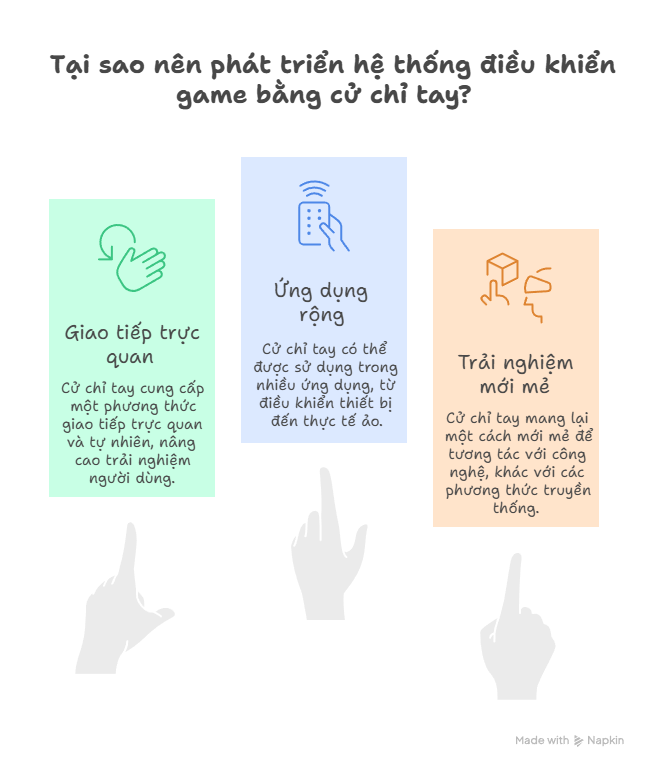 Tại sao nên phát triển hệ thống điều khiển
game bằng cử chỉ tay?
Giao tiếp trực
quan
Cử chỉ tay cung cấp
một phương thức
giao tiếp trực quan
và tự nhiên, nâng
cao trải nghiệm
người dùng.
Ứng dụng
rộng
Cử chỉ tay có thể
được sử dụng trong
nhiều ứng dụng, từ
điều khiển thiết bị
đến thực tế ảo.
Trải nghiệm
mới mẻ
Cử chỉ tay mang lại
một cách mới mẻ để
tương tác với công
nghệ, khác với các
phương thức truyền
thống.
Made with Napkin